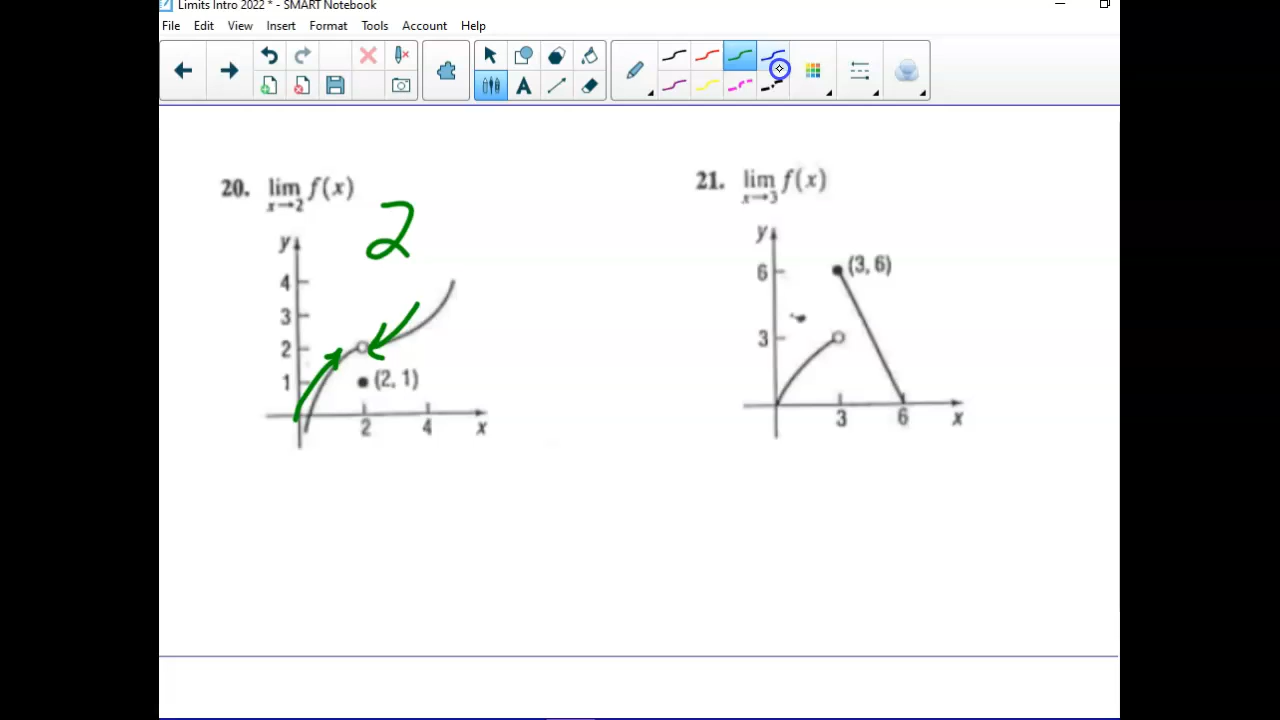 Limits Intro 2022 * - SMART Notebook
File Edit View Insert Format Tools Account Help
20. lim f(x)
x→2
2
y
4
3
2
1
(2, 1)
2 4 x
21. lim f(x)
x→3
y
6
(3, 6)
3
3 6 x